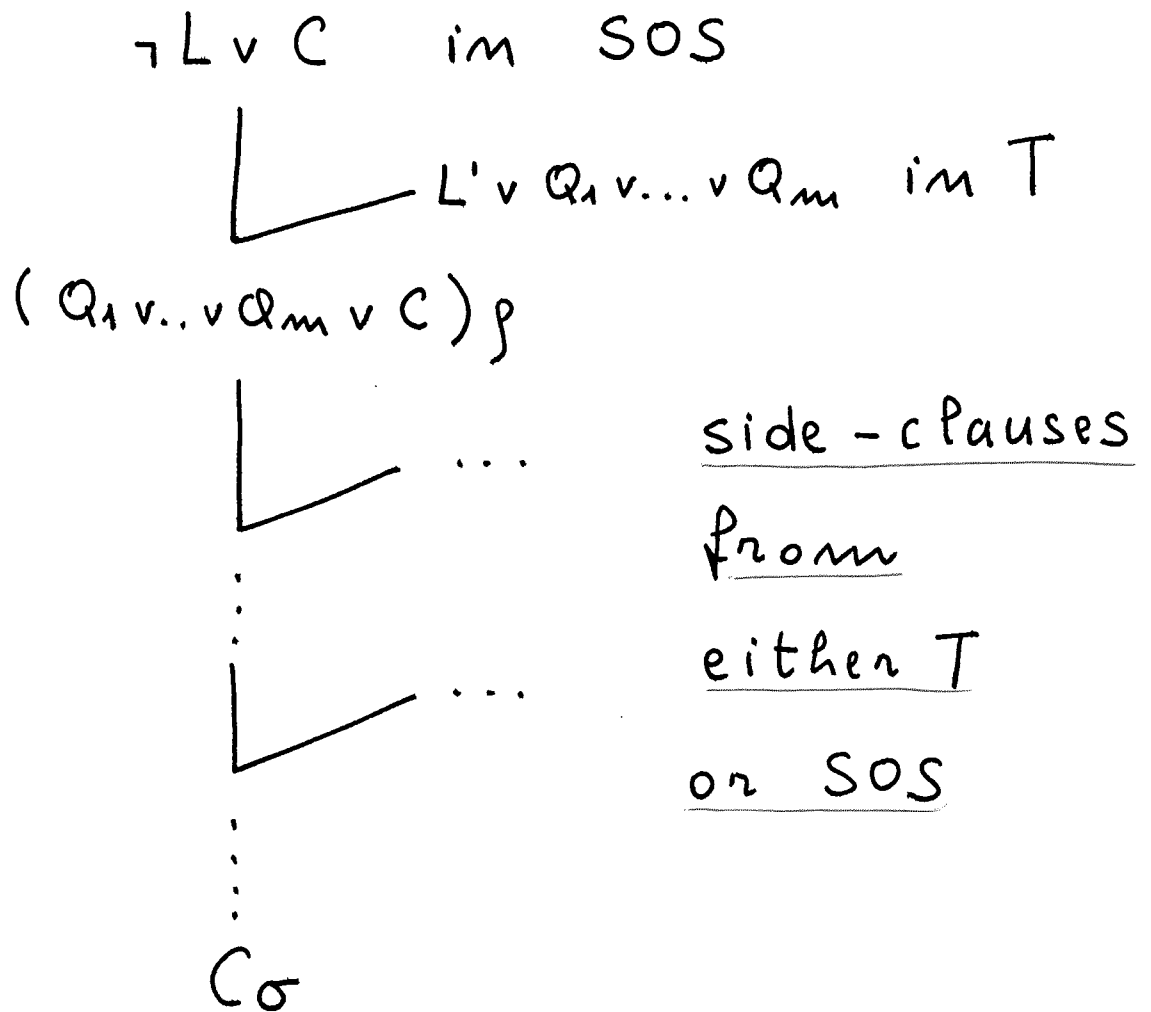 ¬L ∨ C in SOS
L' ∨ Q₁ ∨ ... ∨ Qₘ in T
(Q₁ ∨ .. ∨ Qₘ ∨ C)ρ
...
side-clauses
from
either T
...
or SOS
Cσ